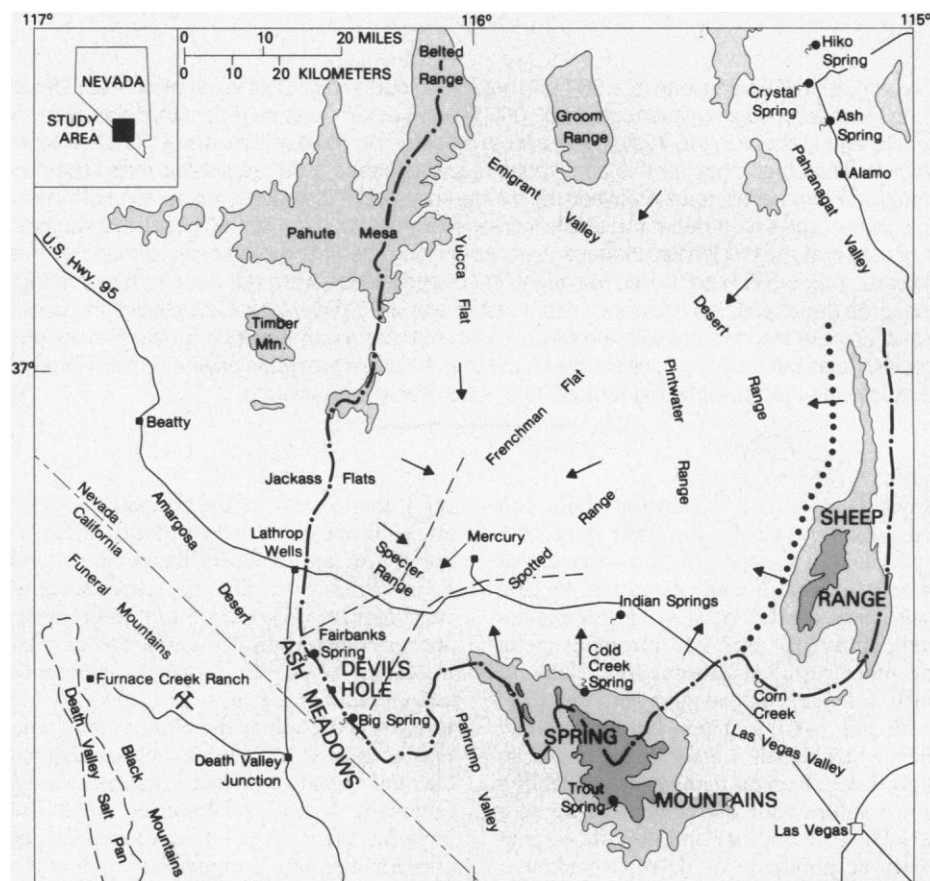 117°
116°
115°
0 20 MILES
0 10 20 KILOMETERS
NEVADA
STUDY
AREA
Belted
Range
Groom
Range
Hiko
Spring
Crystal
Spring
Ash
Spring
Alamo
Pahranagat
Valley
Emigrant
Valley
Pahute Mesa
Yucca
Flat
U.S. Hwy. 95
Timber
Mtn.
Desert
Range
37°
37°
Beatty
Frenchman
Flat
Pintwater
Range
Jackass Flats
Nevada
California
Amargosa
Desert
Lathrop
Wells
Specter
Range
Mercury
Spotted
Range
SHEEP
RANGE
Indian Springs
Funeral
Mountains
Fairbanks
Spring
Cold
Creek
Spring
ASH MEADOWS
DEVILS
HOLE
Furnace Creek Ranch
Big Spring
Corn
Creek
Death
Valley
Salt
Pan
Black
Mountains
Death Valley
Junction
Pahrump
Valley
SPRING
MOUNTAINS
Trout
Spring
Las Vegas Valley
Las Vegas